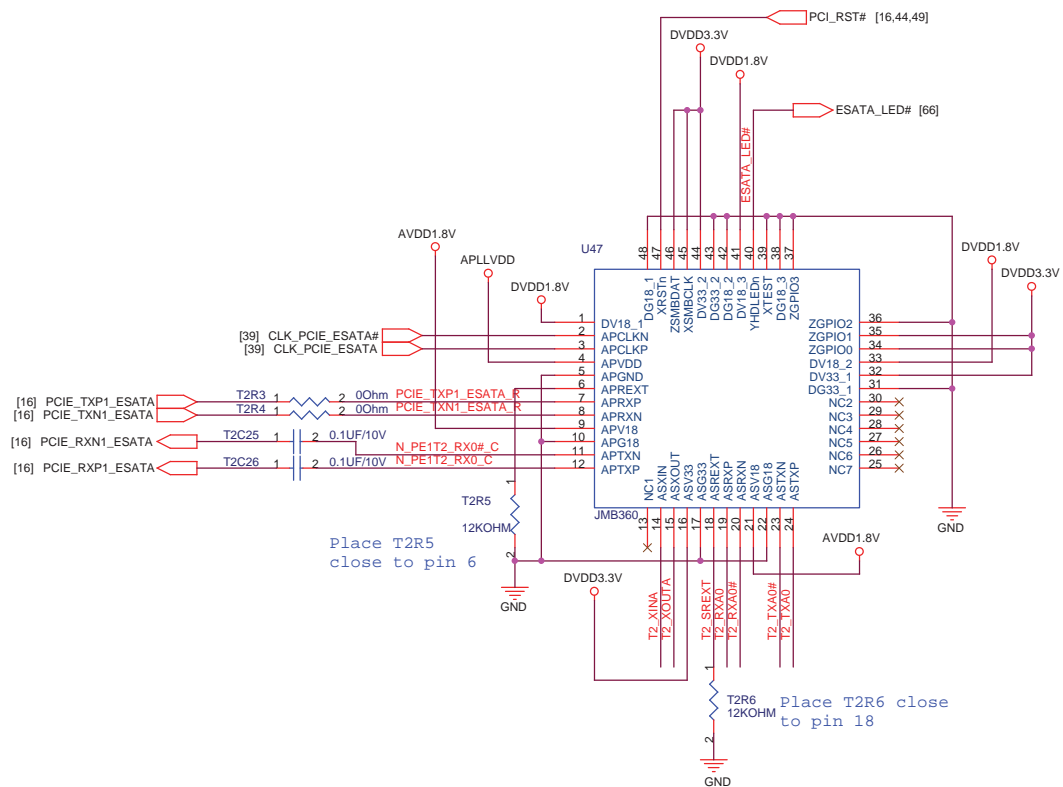 PCI_RST# [16,44,49]
DVDD3.3V
DVDD1.8V
ESATA_LED# [66]
ESATA_LED#
AVDD1.8V
APLLVDD
DVDD1.8V
U47
DVDD1.8V
DVDD3.3V
48 47 46 45 44 43 42 41 40 39 38 37
DG18_1
XRSTn
ZSMBDAT
XSMBCLK
DV33_2
DG33_2
DG18_2
DV18_3
YHDLEDn
XTEST
DG18_3
ZGPIO3
1 DV18_1
[39] CLK_PCIE_ESATA# 2 APCLKN
[39] CLK_PCIE_ESATA 3 APCLKP
4 APVDD
5 APGND
6 APREXT
[16] PCIE_TXP1_ESATA T2R3 1 2 0Ohm PCIE_TXP1_ESATA_R 7 APRXP
[16] PCIE_TXN1_ESATA T2R4 1 2 0Ohm PCIE_TXN1_ESATA_R 8 APRXN
9 APV18
10 APG18
[16] PCIE_RXN1_ESATA T2C25 1 2 0.1UF/10V N_PE1T2_RX0#_C 11 APTXN
[16] PCIE_RXP1_ESATA T2C26 1 2 0.1UF/10V N_PE1T2_RX0_C 12 APTXP
ZGPIO2 36
ZGPIO1 35
ZGPIO0 34
DV18_2 33
DV33_1 32
DG33_1 31
NC2 30
NC3 29
NC4 28
NC5 27
NC6 26
NC7 25
NC1
ASXIN
ASXOUT
ASV33
ASG33
ASREXT
ASRXP
ASRXN
ASV18
ASG18
ASTXN
ASTXP
JMB360
13 14 15 16 17 18 19 20 21 22 23 24
1
T2R5
12KOHM
2
Place T2R5
close to pin 6
GND
GND
AVDD1.8V
DVDD3.3V
T2_XINA
T2_XOUTA
T2_SREXT
T2_RXA0
T2_RXA0#
T2_TXA0#
T2_TXA0
1
T2R6
12KOHM
2
Place T2R6 close
to pin 18
GND